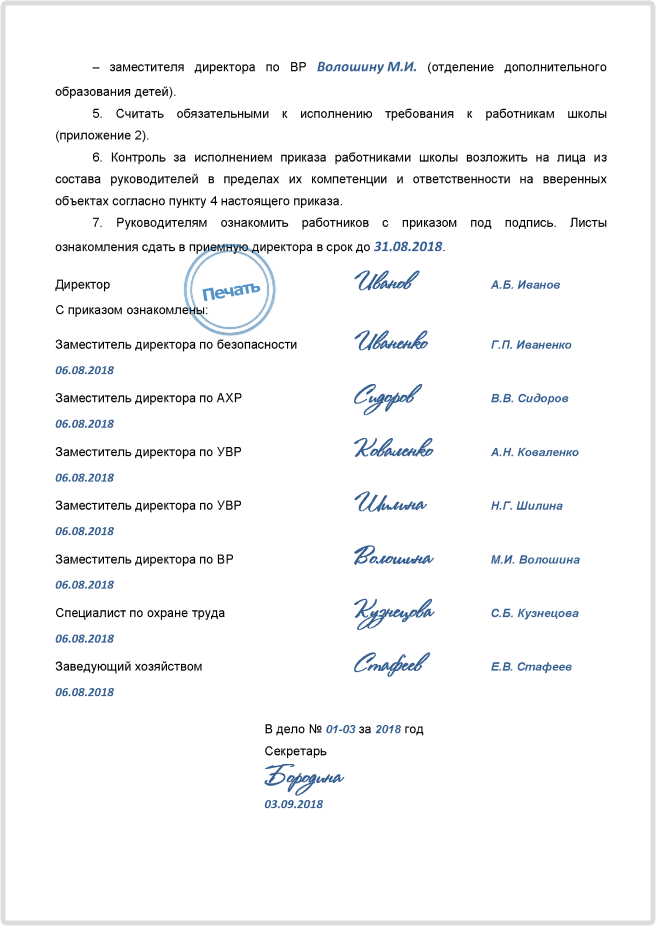 – заместителя директора по ВР Волошину М.И. (отделение дополнительного
образования детей).
5. Считать обязательными к исполнению требования к работникам школы
(приложение 2).
6. Контроль за исполнением приказа работниками школы возложить на лица из
состава руководителей в пределах их компетенции и ответственности на вверенных
объектах согласно пункту 4 настоящего приказа.
7. Руководителям ознакомить работников с приказом под подпись. Листы
ознакомления сдать в приемную директора в срок до 31.08.2018.
Печать
Директор Иванов А.Б. Иванов
С приказом ознакомлены:
Заместитель директора по безопасности Иваненко Г.П. Иваненко
06.08.2018
Заместитель директора по АХР Сидоров В.В. Сидоров
06.08.2018
Заместитель директора по УВР Коваленко А.Н. Коваленко
06.08.2018
Заместитель директора по УВР Шилина Н.Г. Шилина
06.08.2018
Заместитель директора по ВР Волошина М.И. Волошина
06.08.2018
Специалист по охране труда Кузнецова С.Б. Кузнецова
06.08.2018
Заведующий хозяйством Стафеев Е.В. Стафеев
06.08.2018
В дело № 01-03 за 2018 год
Секретарь
Бородина
03.09.2018